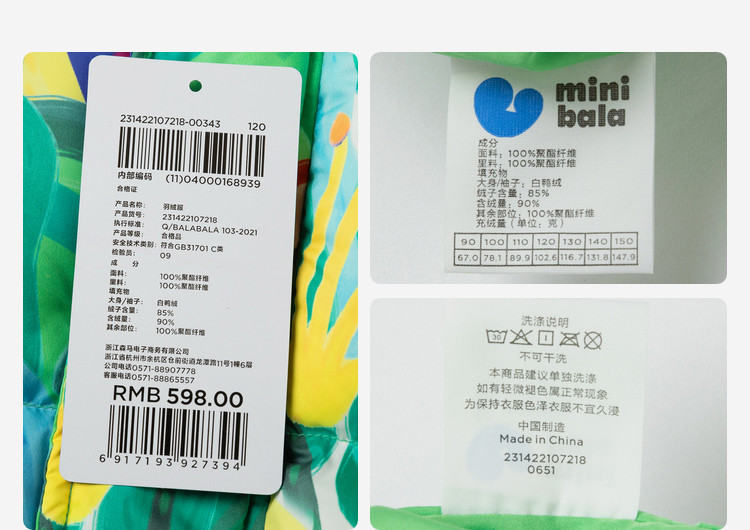 231422107218-00343 120
内部编码 (11)04000168939
合格证
产品名称: 羽绒服
产品货号: 231422107218
执行标准: Q/BALABALA 103-2021
产品等级: 合格品
安全技术类别: 符合GB31701 C类
检验员: 09
成 分
面料: 100%聚酯纤维
里料: 100%聚酯纤维
填充物
大身/袖子: 白鸭绒
绒子含量: 85%
含绒量: 90%
其余部位: 100%聚酯纤维
浙江森马电子商务有限公司
浙江省杭州市余杭区仓前街道龙潭路11号1幢6层
公司电话0571-88907778
客服电话0571-88865557
RMB 598.00
6 917193 927394
mini
bala
成分
面料: 100%聚酯纤维
里料: 100%聚酯纤维
填充物
大身/袖子: 白鸭绒
绒子含量: 85%
含绒量: 90%
其余部位: 100%聚酯纤维
充绒量 (单位: 克)
90 100 110 120 130 140 150
67.0 78.1 89.9 102.6 116.7 131.8 147.9
洗涤说明
30
不可干洗
本商品建议单独洗涤
如有轻微褪色属正常现象
为保持衣服色泽衣服不宜久浸
中国制造
Made in China
231422107218
0651